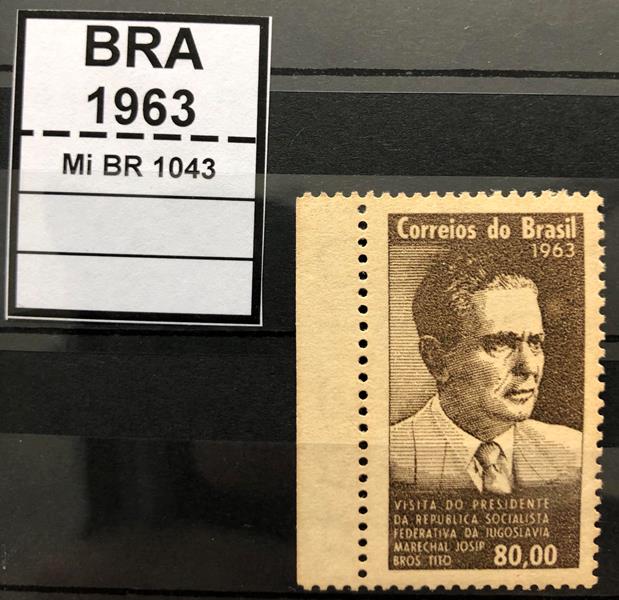 BRA
1963
Mi BR 1043
Correios do Brasil
1963
VISITA DO PRESIDENTE
DA REPUBLICA SOCIALISTA
FEDERATIVA DA IUGOSLAVIA
MARECHAL JOSIP
BROS TITO 80,00